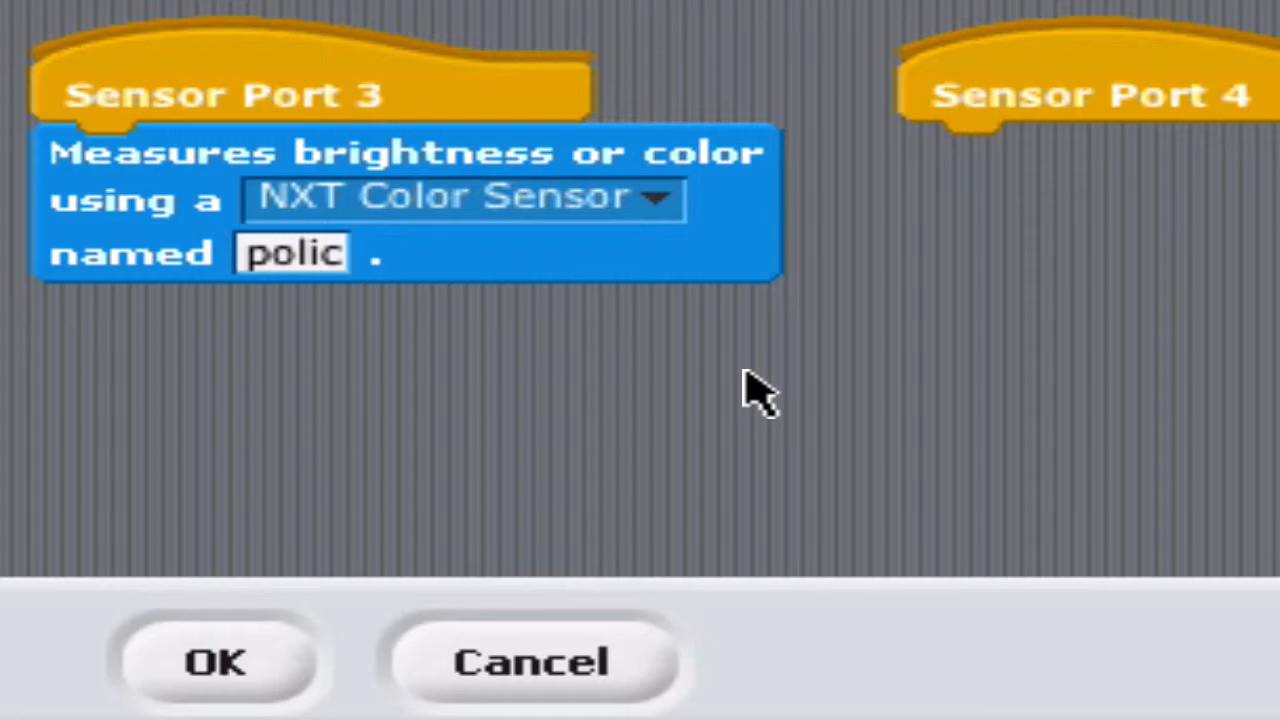 Sensor Port 3
Sensor Port 4
Measures brightness or color
using a NXT Color Sensor
named polic .
OK
Cancel